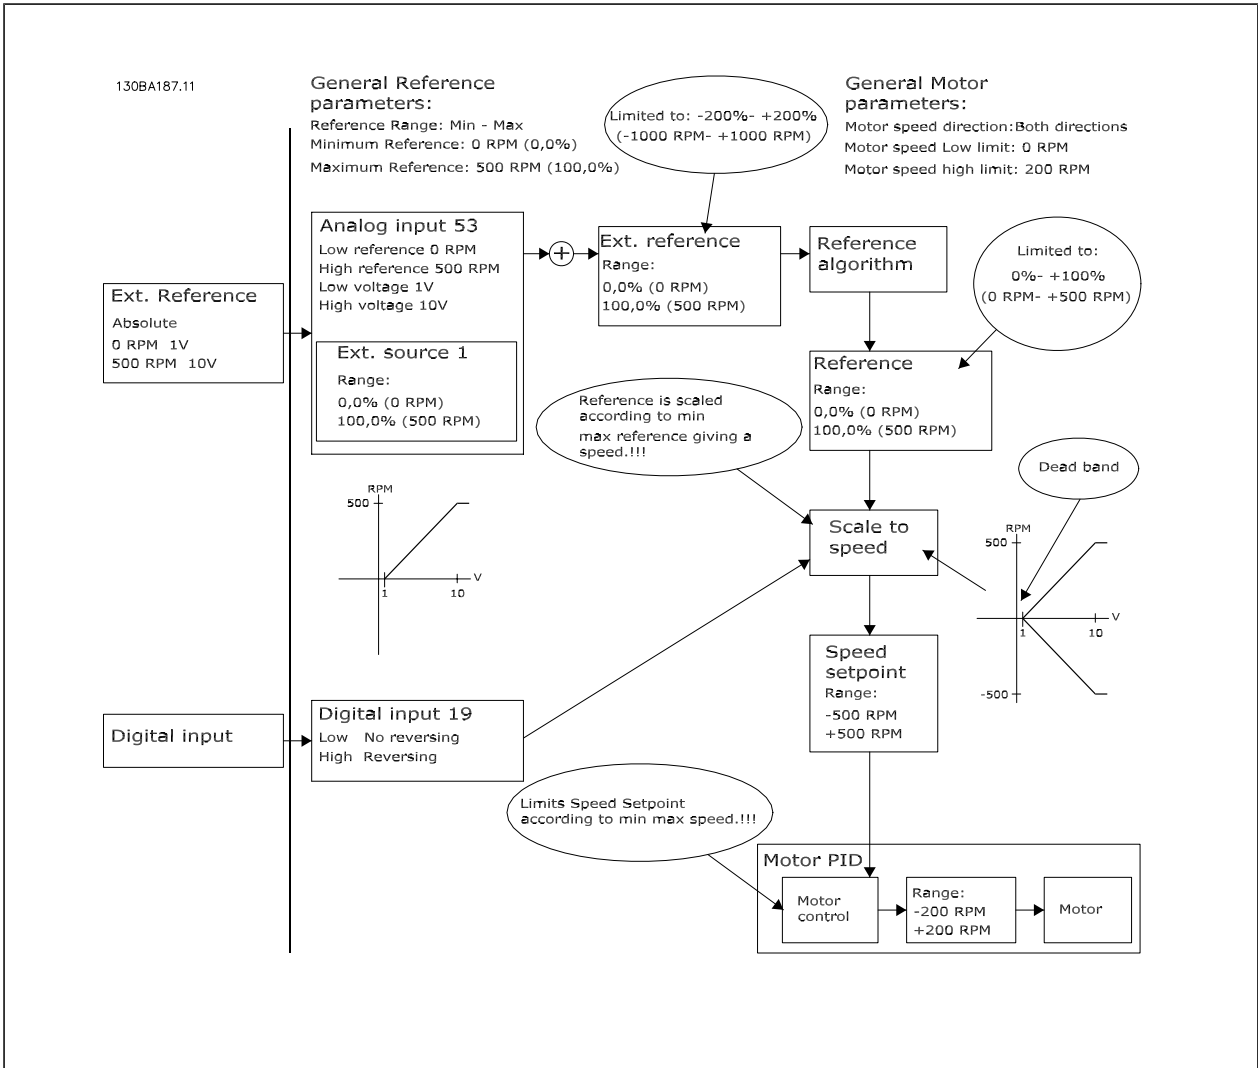 130BA187.11
General Reference
parameters:
Reference Range: Min - Max
Minimum Reference: 0 RPM (0,0%)
Maximum Reference: 500 RPM (100,0%)
Limited to: -200%- +200%
(-1000 RPM- +1000 RPM)
General Motor
parameters:
Motor speed direction:Both directions
Motor speed Low limit: 0 RPM
Motor speed high limit: 200 RPM
Ext. Reference
Absolute
0 RPM 1V
500 RPM 10V
Analog input 53
Low reference 0 RPM
High reference 500 RPM
Low voltage 1V
High voltage 10V
Ext. source 1
Range:
0,0% (0 RPM)
100,0% (500 RPM)
+
Ext. reference
Range:
0,0% (0 RPM)
100,0% (500 RPM)
Reference
algorithm
Limited to:
0%- +100%
(0 RPM- +500 RPM)
Reference
Range:
0,0% (0 RPM)
100,0% (500 RPM)
Reference is scaled
according to min
max reference giving a
speed.!!!
Dead band
RPM
500
V
1
10
Scale to
speed
RPM
500
V
1
10
-500
Speed
setpoint
Range:
-500 RPM
+500 RPM
Digital input
Digital input 19
Low No reversing
High Reversing
Limits Speed Setpoint
according to min max speed.!!!
Motor PID
Motor
control
Range:
-200 RPM
+200 RPM
Motor